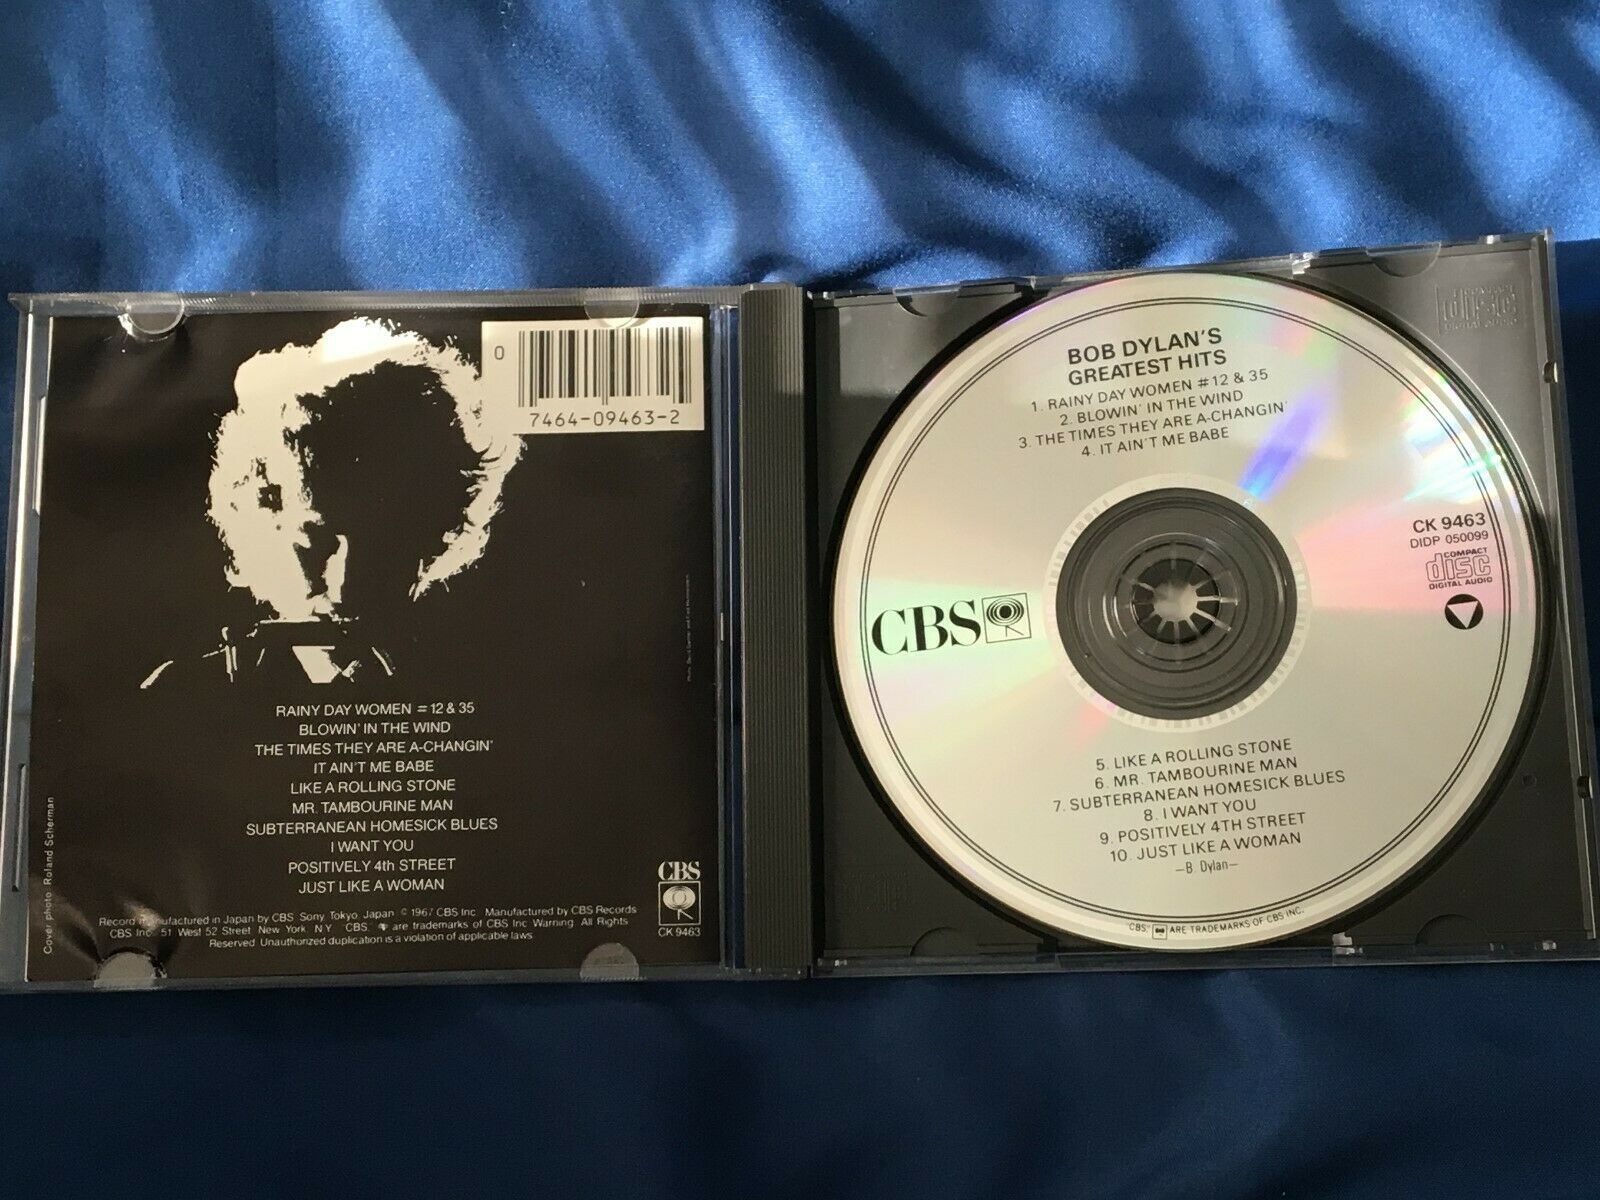 0
7464-09463-2
RAINY DAY WOMEN #12 & 35
BLOWIN' IN THE WIND
THE TIMES THEY ARE A-CHANGIN'
IT AIN'T ME BABE
LIKE A ROLLING STONE
MR. TAMBOURINE MAN
SUBTERRANEAN HOMESICK BLUES
I WANT YOU
POSITIVELY 4th STREET
JUST LIKE A WOMAN
Cover photo: Roland Scherman
Record manufactured in Japan by CBS Sony, Tokyo, Japan © 1967 CBS Inc. Manufactured by CBS Records
CBS Inc. 51 West 52 Street, New York, N.Y. "CBS," are trademarks of CBS Inc. Warning: All Rights
Reserved. Unauthorized duplication is a violation of applicable laws.
CBS
CK 9463
BOB DYLAN'S
GREATEST HITS
1. RAINY DAY WOMEN #12 & 35
2. BLOWIN' IN THE WIND
3. THE TIMES THEY ARE A-CHANGIN'
4. IT AIN'T ME BABE
CK 9463
DIDP 050099
COMPACT
disc
DIGITAL AUDIO
CBS
5. LIKE A ROLLING STONE
6. MR. TAMBOURINE MAN
7. SUBTERRANEAN HOMESICK BLUES
8. I WANT YOU
9. POSITIVELY 4TH STREET
10. JUST LIKE A WOMAN
—B. Dylan—
"CBS," ARE TRADEMARKS OF CBS INC.
COMPACT
disc
DIGITAL AUDIO